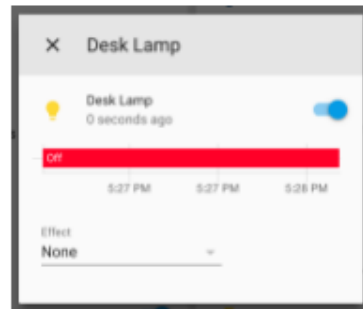 Desk Lamp
Desk Lamp
0 seconds ago
Off
5:27 PM 5:27 PM 5:28 PM
Effect
None